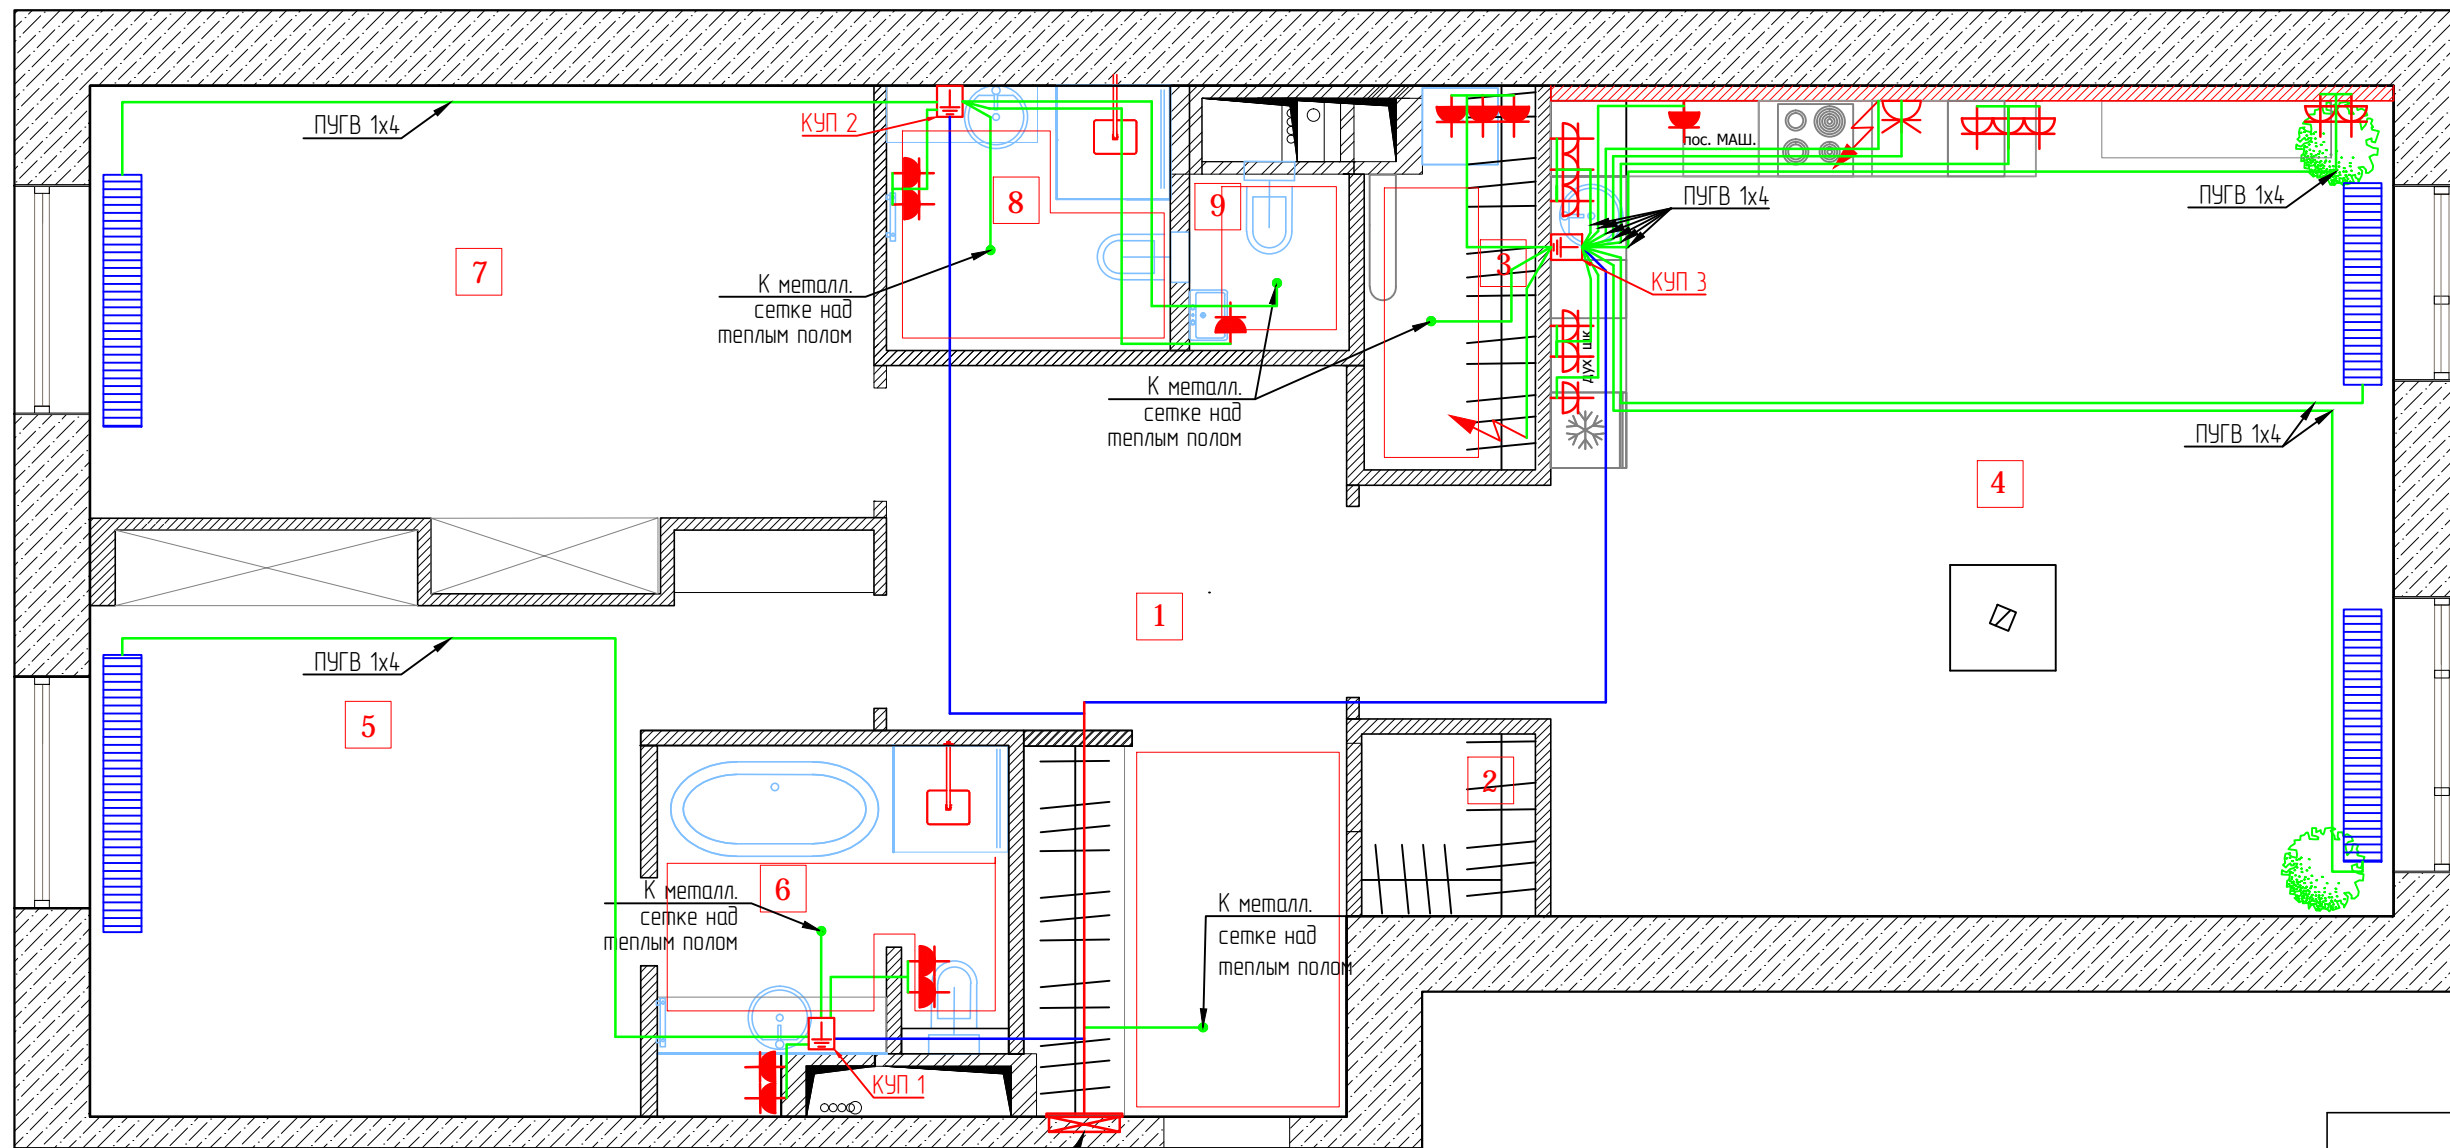 ПУГВ 1х4
КУП 2
пос. МАШ.
8
9
ПУГВ 1х4
ПУГВ 1х4
7
3
К металл.
сетке над
теплым полом
КУП 3
дух. шк
К металл.
сетке над
теплым полом
ПУГВ 1х4
4
1
ПУГВ 1х4
5
2
6
К металл.
сетке над
теплым полом
К металл.
сетке над
теплым полом
КУП 1